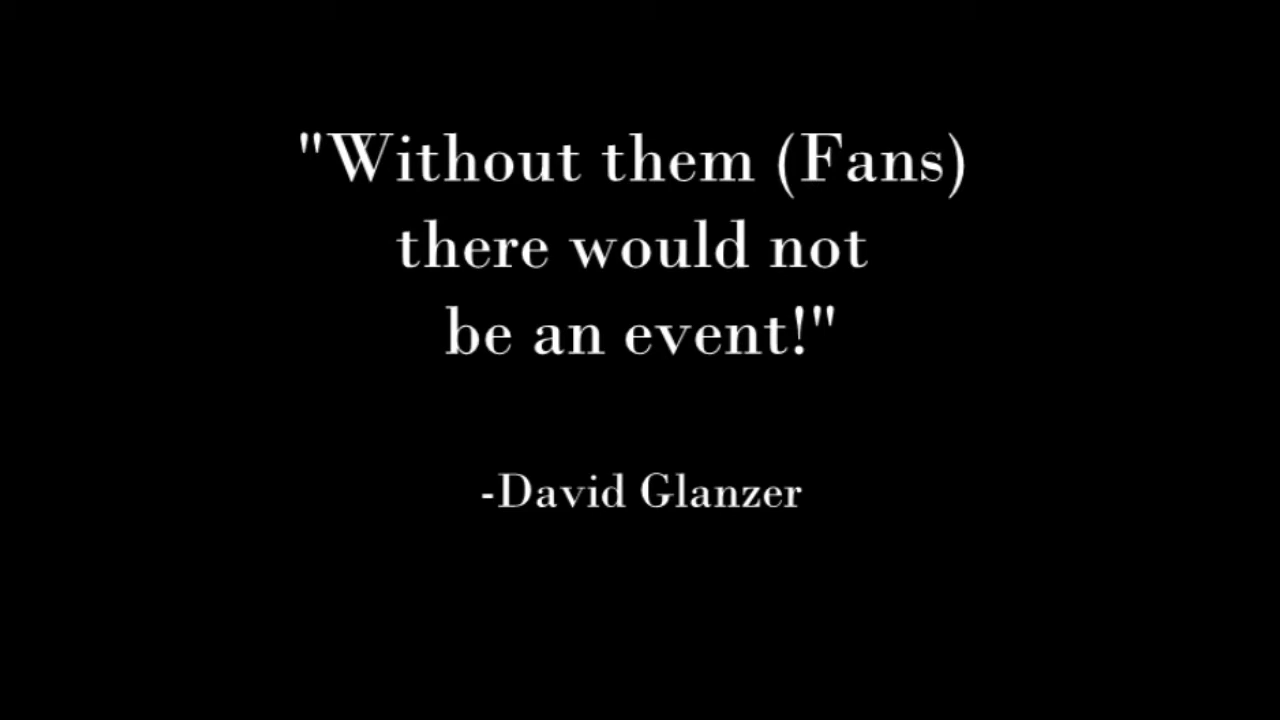 "Without them (Fans)
there would not
be an event!"
-David Glanzer